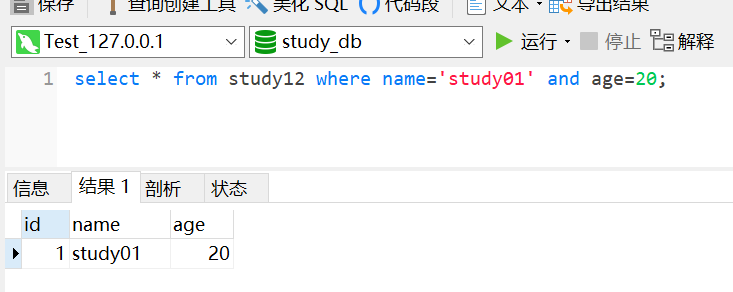 保存 查询创建工具 美化 SQL 代码段 文本 导出结果
Test_127.0.0.1 study_db 运行 停止 解释
1 select * from study12 where name='study01' and age=20;
信息 结果 1 剖析 状态
id name age
1 study01 20